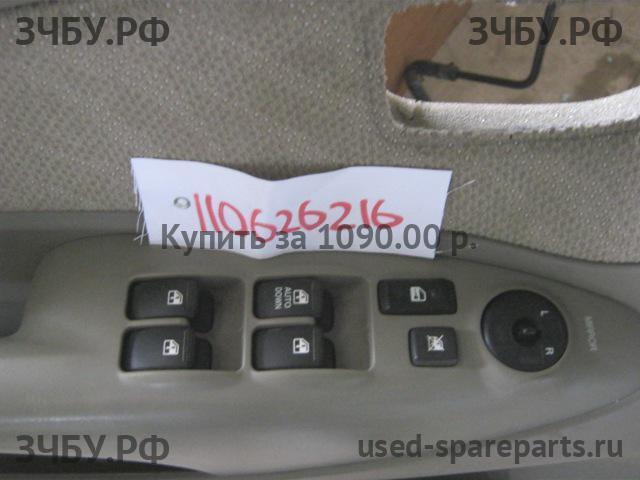 ЗЧБУ.РФ
ЗЧБУ.РФ
110626216
Купить за 1090.00 р.
AUTO
DOWN
L
R
MIRROR
ЗЧБУ.РФ
used-spareparts.ru